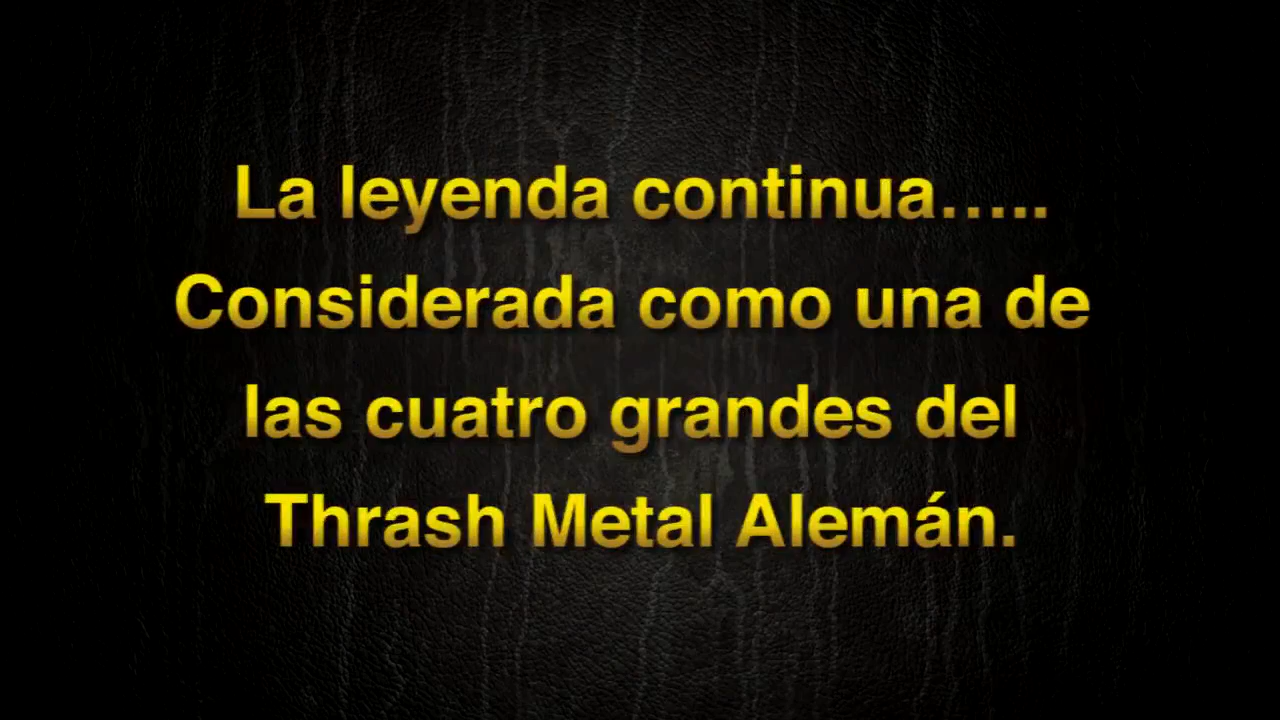 La leyenda continua.....
Considerada como una de
las cuatro grandes del
Thrash Metal Alemán.